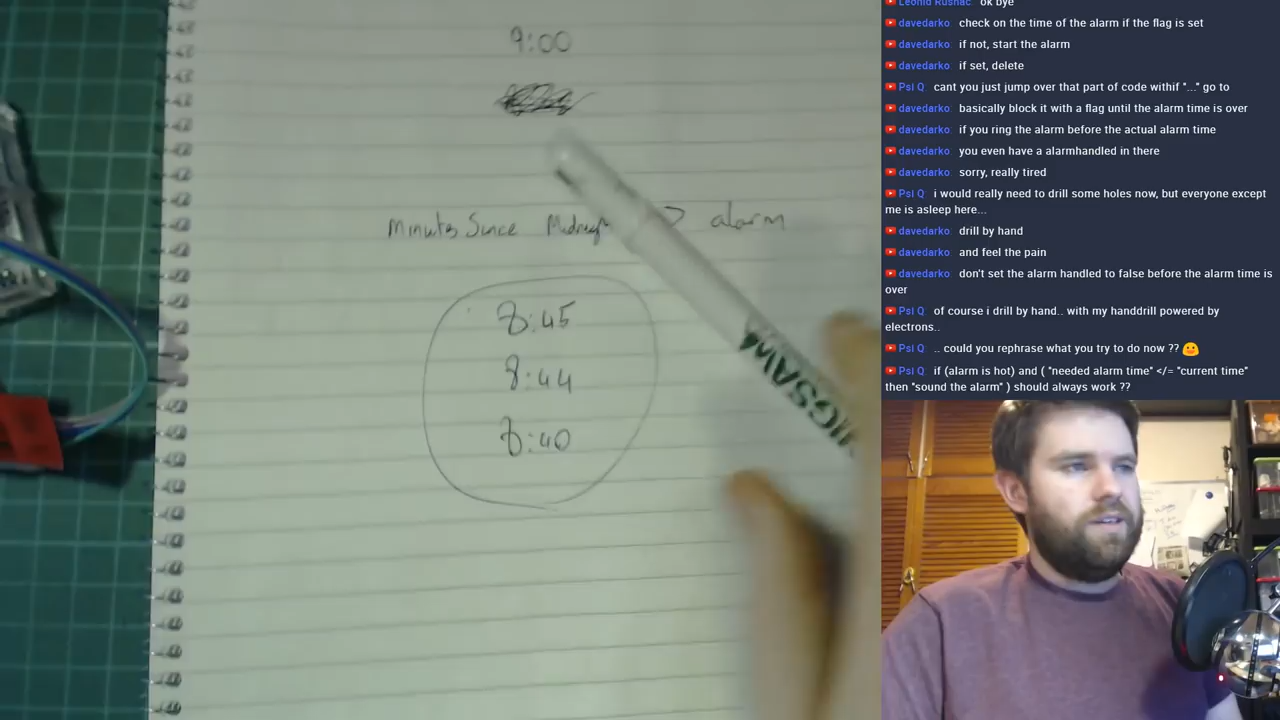 9:00
Minutes Since Midnight > alarm
8:45
8:44
8:40
JIGSAW
Leonid Rusnac ok bye
davedarko check on the time of the alarm if the flag is set
davedarko if not, start the alarm
davedarko if set, delete
Psi Q cant you just jump over that part of code withif "..." go to
davedarko basically block it with a flag until the alarm time is over
davedarko if you ring the alarm before the actual alarm time
davedarko you even have a alarmhandled in there
davedarko sorry, really tired
Psi Q i would really need to drill some holes now, but everyone except
me is asleep here...
davedarko drill by hand
davedarko and feel the pain
davedarko don't set the alarm handled to false before the alarm time is
over
Psi Q of course i drill by hand.. with my handdrill powered by
electrons..
Psi Q .. could you rephrase what you try to do now ??
Psi Q if (alarm is hot) and ( "needed alarm time" </= "current time"
then "sound the alarm" ) should always work ??